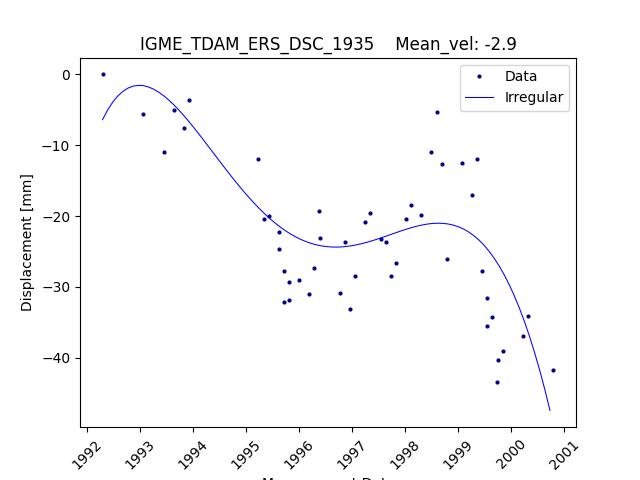 IGME_TDAM_ERS_DSC_1935    Mean_vel: -2.9
Data
Irregular
Displacement [mm]
0
−10
−20
−30
−40
1992 1993 1994 1995 1996 1997 1998 1999 2000 2001